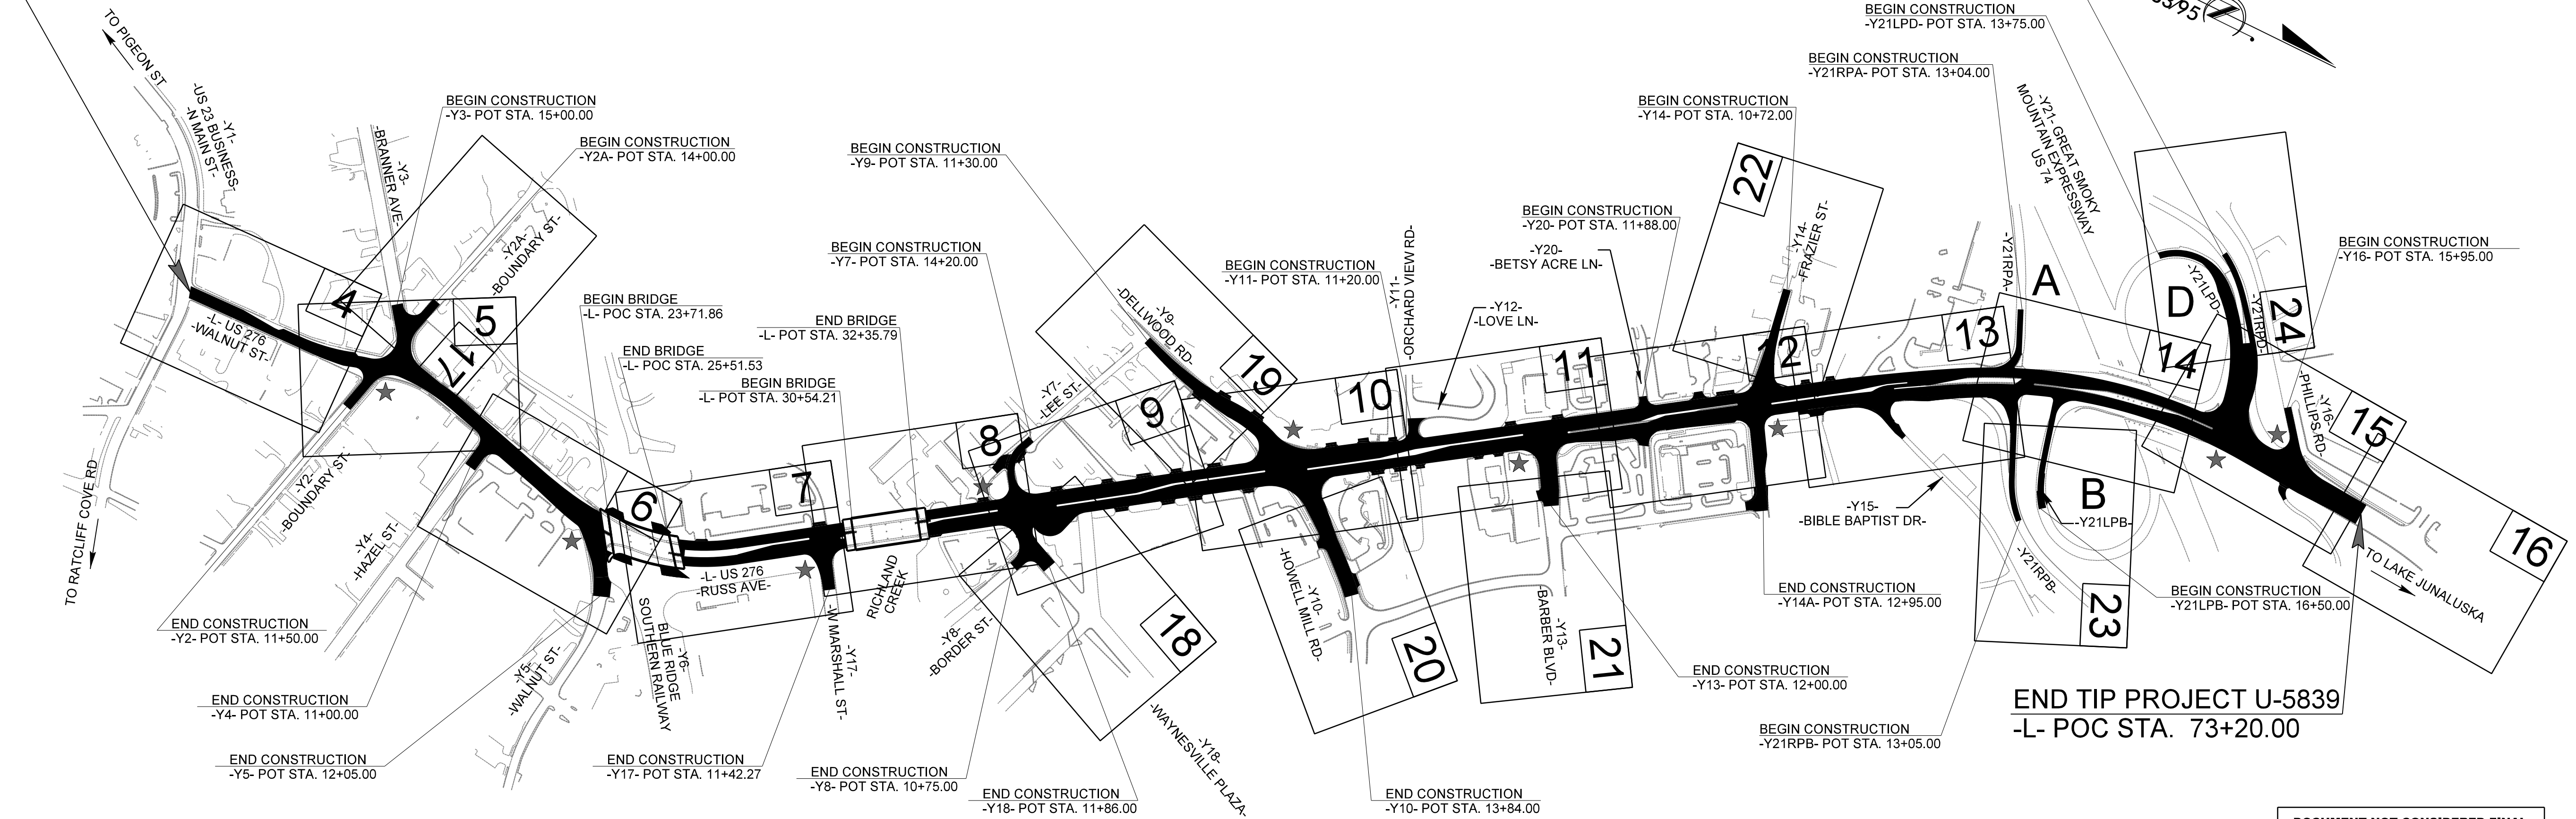 TO PIGEON ST
-Y1-
-US 23 BUSINESS-
-N MAIN ST-
BEGIN CONSTRUCTION
-Y3- POT STA. 15+00.00
-Y3-
-BRANNER AVE-
BEGIN CONSTRUCTION
-Y2A- POT STA. 14+00.00
-Y2A-
-BOUNDARY ST-
4
5
17
-L- US 276
-WALNUT ST-
TO RATCLIFF COVE RD
-Y2-
-BOUNDARY ST-
-Y4-
-HAZEL ST-
END CONSTRUCTION
-Y2- POT STA. 11+50.00
END CONSTRUCTION
-Y4- POT STA. 11+00.00
END CONSTRUCTION
-Y5- POT STA. 12+05.00
-Y5-
-WALNUT ST-
BEGIN BRIDGE
-L- POC STA. 23+71.86
END BRIDGE
-L- POC STA. 25+51.53
BEGIN BRIDGE
-L- POT STA. 30+54.21
END BRIDGE
-L- POT STA. 32+35.79
6
7
-L- US 276
-RUSS AVE-
-Y6-
BLUE RIDGE
SOUTHERN RAILWAY
-Y17-
-W MARSHALL ST-
RICHLAND
CREEK
END CONSTRUCTION
-Y17- POT STA. 11+42.27
BEGIN CONSTRUCTION
-Y9- POT STA. 11+30.00
BEGIN CONSTRUCTION
-Y7- POT STA. 14+20.00
8
-Y7-
-LEE ST-
9
-Y9-
-DELLWOOD RD-
19
-Y8-
-BORDER ST-
END CONSTRUCTION
-Y8- POT STA. 10+75.00
END CONSTRUCTION
-Y18- POT STA. 11+86.00
18
-Y18-
-WAYNESVILLE PLAZA-
BEGIN CONSTRUCTION
-Y11- POT STA. 11+20.00
-Y11-
-ORCHARD VIEW RD-
10
-Y12-
-LOVE LN-
-Y10-
-HOWELL MILL RD-
20
END CONSTRUCTION
-Y10- POT STA. 13+84.00
BEGIN CONSTRUCTION
-Y20- POT STA. 11+88.00
-Y20-
-BETSY ACRE LN-
11
-Y13-
-BARBER BLVD-
21
END CONSTRUCTION
-Y13- POT STA. 12+00.00
BEGIN CONSTRUCTION
-Y14- POT STA. 10+72.00
22
-Y14-
-FRAZIER ST-
12
END CONSTRUCTION
-Y14A- POT STA. 12+95.00
BEGIN CONSTRUCTION
-Y21LPD- POT STA. 13+75.00
BEGIN CONSTRUCTION
-Y21RPA- POT STA. 13+04.00
-Y21- GREAT SMOKY
MOUNTAIN EXPRESSWAY
US 74
-Y21RPA-
13
A
14
D
-Y21LPD-
-Y21RPD-
24
BEGIN CONSTRUCTION
-Y16- POT STA. 15+95.00
-Y16-
-PHILLIPS RD-
15
16
-Y15-
-BIBLE BAPTIST DR-
B
-Y21LPB-
-Y21RPB-
23
BEGIN CONSTRUCTION
-Y21LPB- POT STA. 16+50.00
BEGIN CONSTRUCTION
-Y21RPB- POT STA. 13+05.00
TO LAKE JUNALUSKA
END TIP PROJECT U-5839
-L- POC STA. 73+20.00